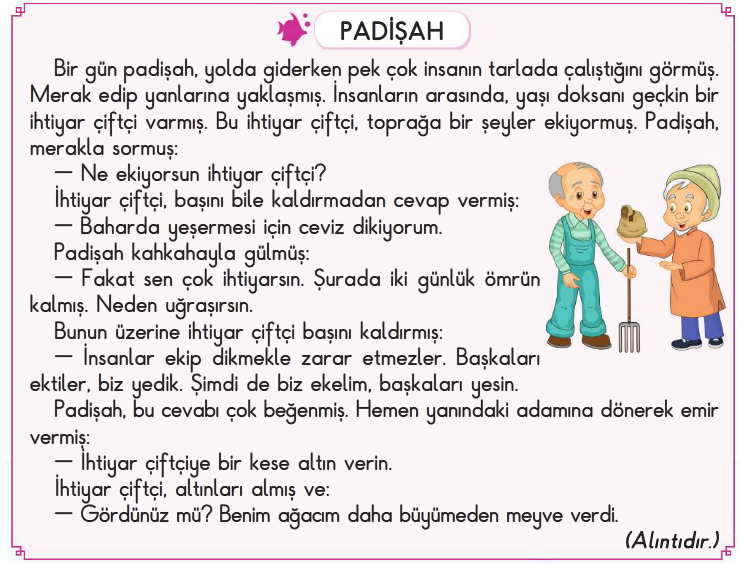 PADİŞAH
Bir gün padişah, yolda giderken pek çok insanın tarlada çalıştığını görmüş.
Merak edip yanlarına yaklaşmış. İnsanların arasında, yaşı doksanı geçkin bir
ihtiyar çiftçi varmış. Bu ihtiyar çiftçi, toprağa bir şeyler ekiyormuş. Padişah,
merakla sormuş:
— Ne ekiyorsun ihtiyar çiftçi?
İhtiyar çiftçi, başını bile kaldırmadan cevap vermiş:
— Baharda yeşermesi için ceviz dikiyorum.
Padişah kahkahayla gülmüş:
— Fakat sen çok ihtiyarsın. Şurada iki günlük ömrün
kalmış. Neden uğraşırsın.
Bunun üzerine ihtiyar çiftçi başını kaldırmış:
— İnsanlar ekip dikmekle zarar etmezler. Başkaları
ektiler, biz yedik. Şimdi de biz ekelim, başkaları yesin.
Padişah, bu cevabı çok beğenmiş. Hemen yanındaki adamına dönerek emir
vermiş:
— İhtiyar çiftçiye bir kese altın verin.
İhtiyar çiftçi, altınları almış ve:
— Gördünüz mü? Benim ağacım daha büyümeden meyve verdi.
(Alıntıdır.)